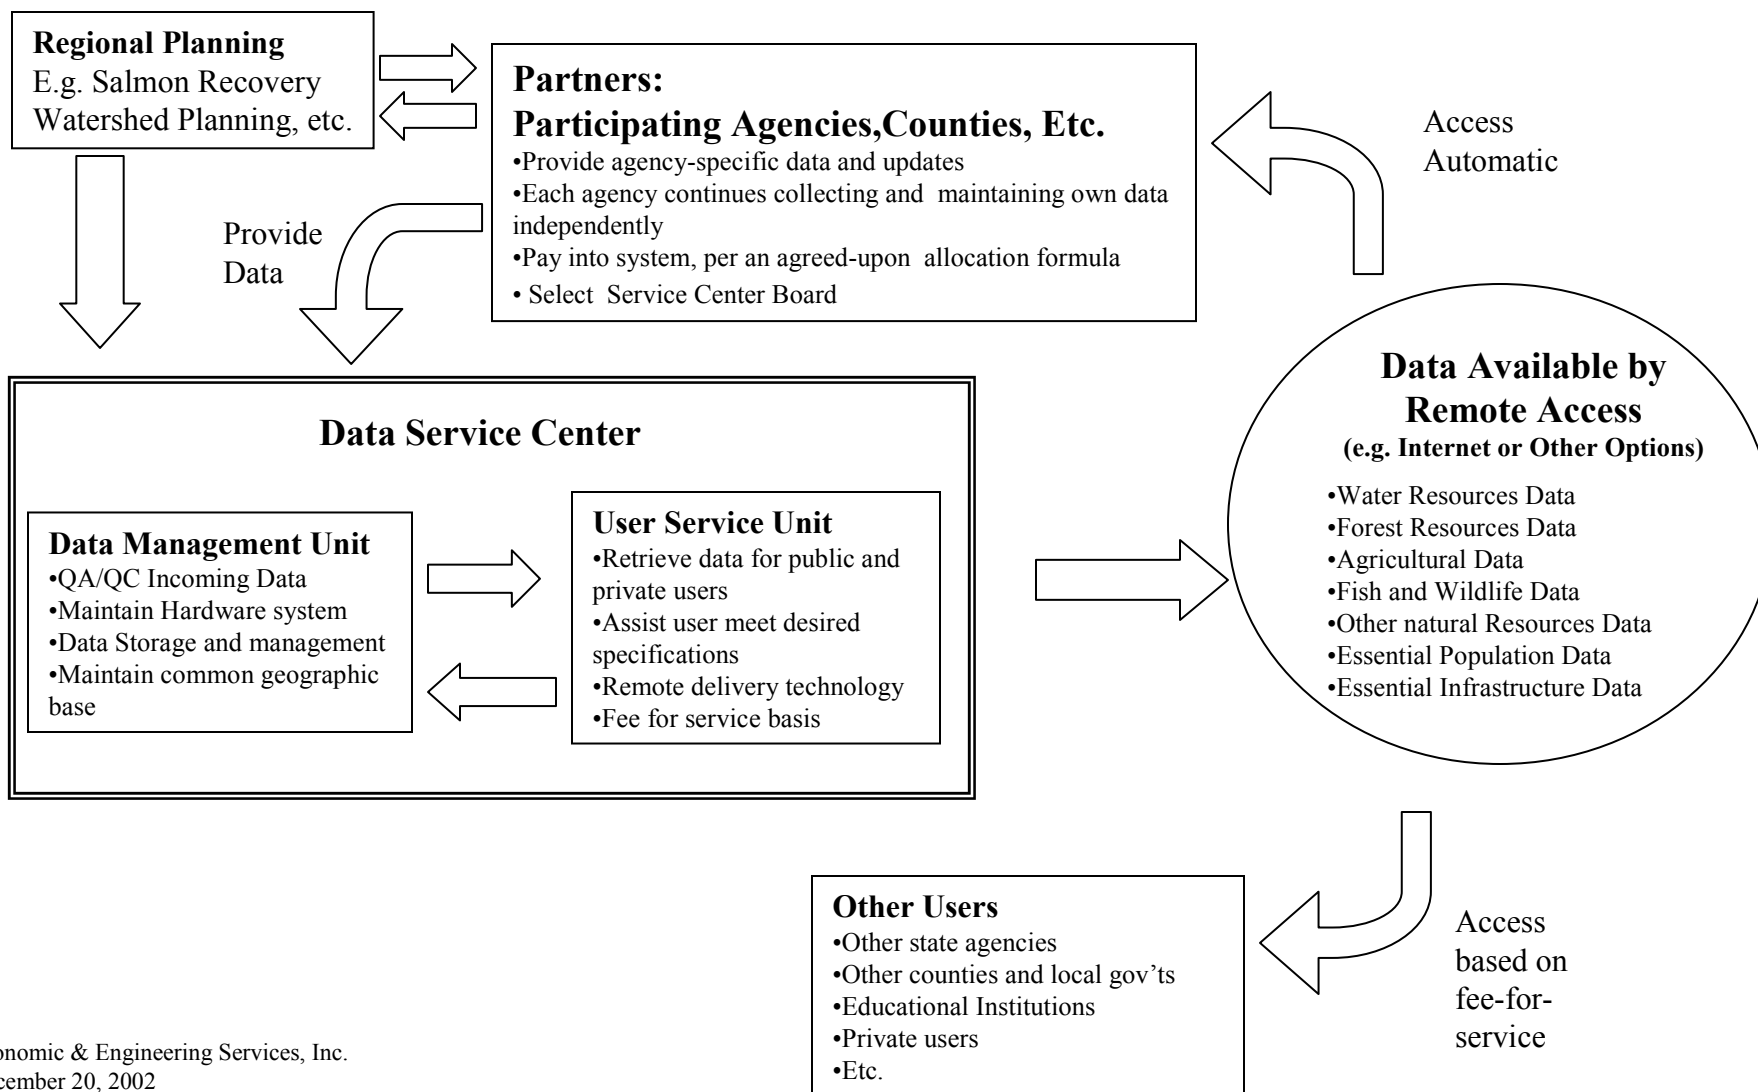 Regional Planning
E.g. Salmon Recovery
Watershed Planning, etc.
Partners:
Participating Agencies,Counties, Etc.
•Provide agency-specific data and updates
•Each agency continues collecting and maintaining own data
independently
•Pay into system, per an agreed-upon allocation formula
• Select Service Center Board
Access
Automatic
Provide
Data
Data Service Center
Data Management Unit
•QA/QC Incoming Data
•Maintain Hardware system
•Data Storage and management
•Maintain common geographic
base
User Service Unit
•Retrieve data for public and
private users
•Assist user meet desired
specifications
•Remote delivery technology
•Fee for service basis
Data Available by
Remote Access
(e.g. Internet or Other Options)
•Water Resources Data
•Forest Resources Data
•Agricultural Data
•Fish and Wildlife Data
•Other natural Resources Data
•Essential Population Data
•Essential Infrastructure Data
Other Users
•Other state agencies
•Other counties and local gov’ts
•Educational Institutions
•Private users
•Etc.
Access
based on
fee-for-
service
onomic & Engineering Services, Inc.
cember 20, 2002